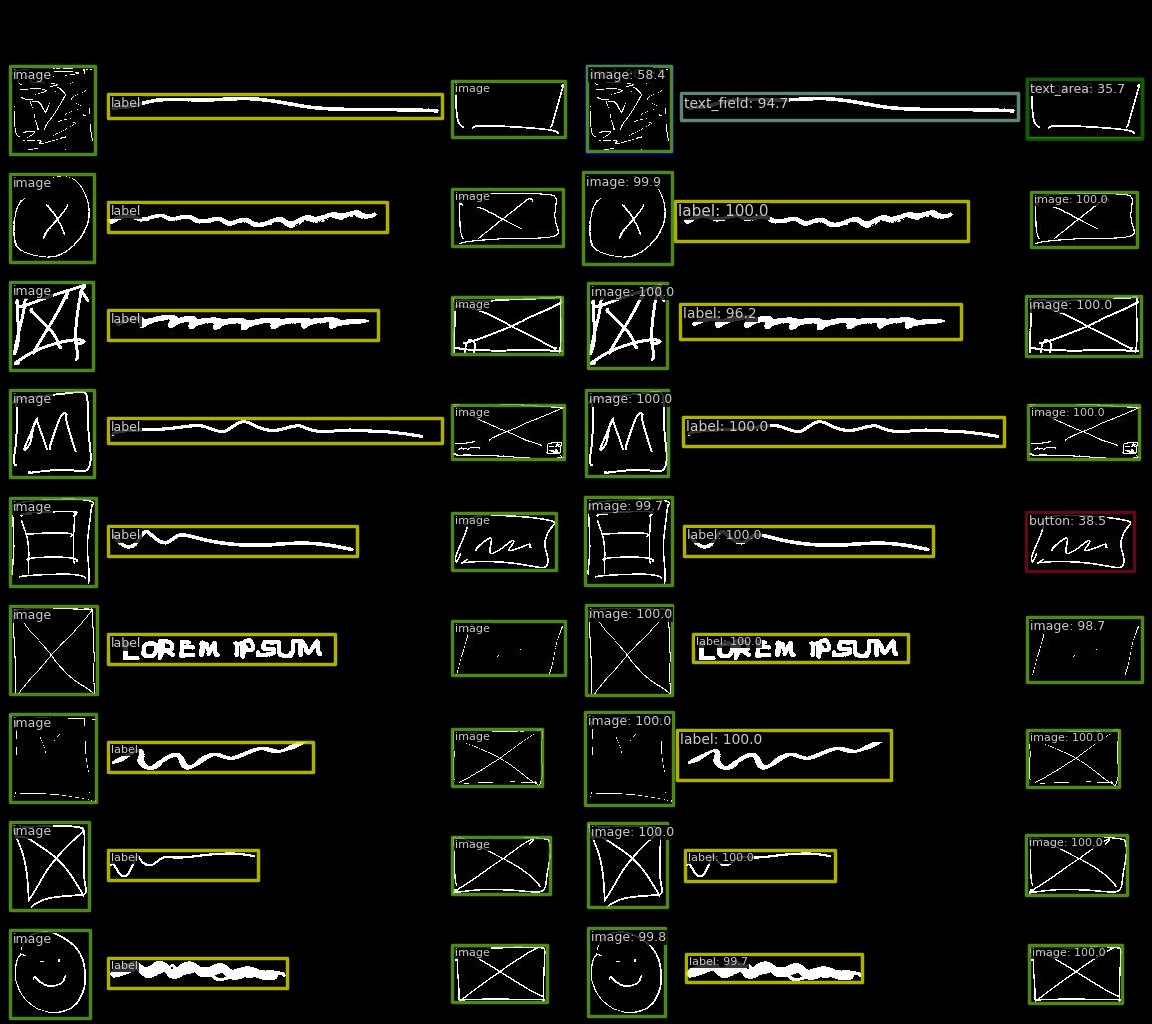 image label image image: 58.4 text_field: 94.7 text_area: 35.7
image label image image: 99.9 label: 100.0 image: 100.0
image label image image: 100.0 label: 96.2 image: 100.0
image label image image: 100.0 label: 100.0 image: 100.0
image label image image: 99.7 label: 100.0 button: 38.5
image label LOREM IPSUM image image: 100.0 label: 100.0 LOREM IPSUM image: 98.7
image label image image: 100.0 label: 100.0 image: 100.0
image label image image: 100.0 label: 100.0 image: 100.0
image label image image: 99.8 label: 99.7 image: 100.0